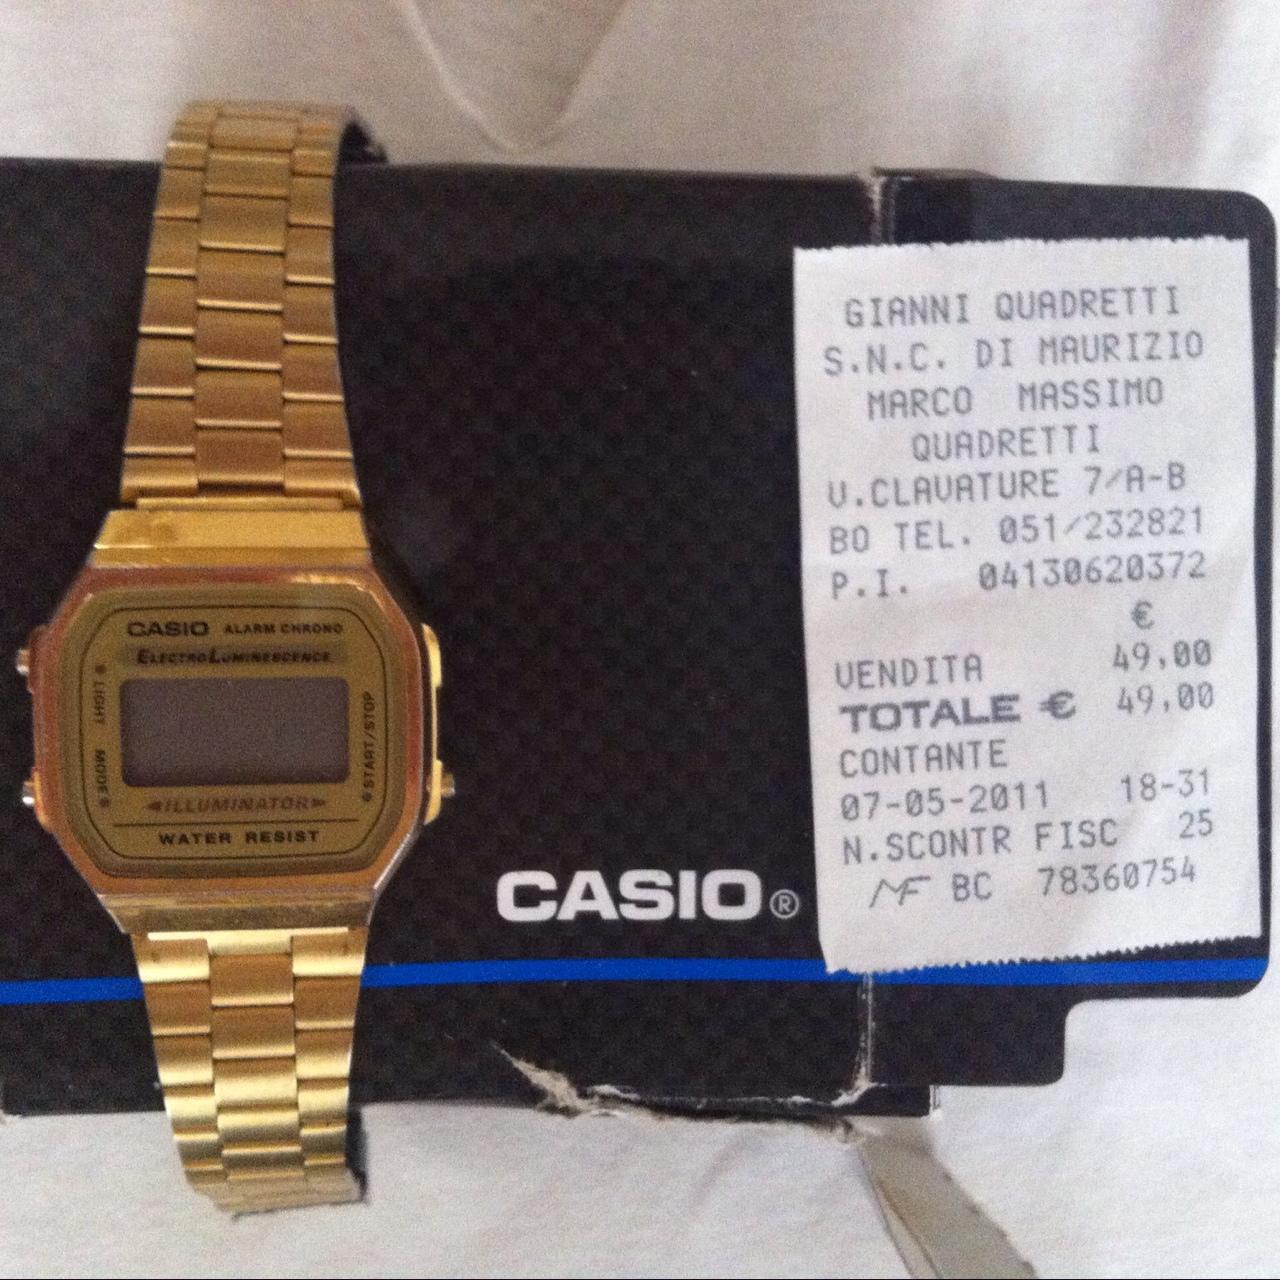 CASIO ALARM CHRONO
ELECTROLUMINESCENCE
LIGHT
MODE
START/STOP
ILLUMINATOR
WATER RESIST
CASIO®
GIANNI QUADRETTI
S.N.C. DI MAURIZIO
MARCO MASSIMO
QUADRETTI
V.CLAVATURE 7/A-B
BO TEL. 051/232821
P.I. 04130620372
€
VENDITA 49,00
TOTALE € 49,00
CONTANTE
07-05-2011 18-31
N.SCONTR FISC 25
MF BC 78360754